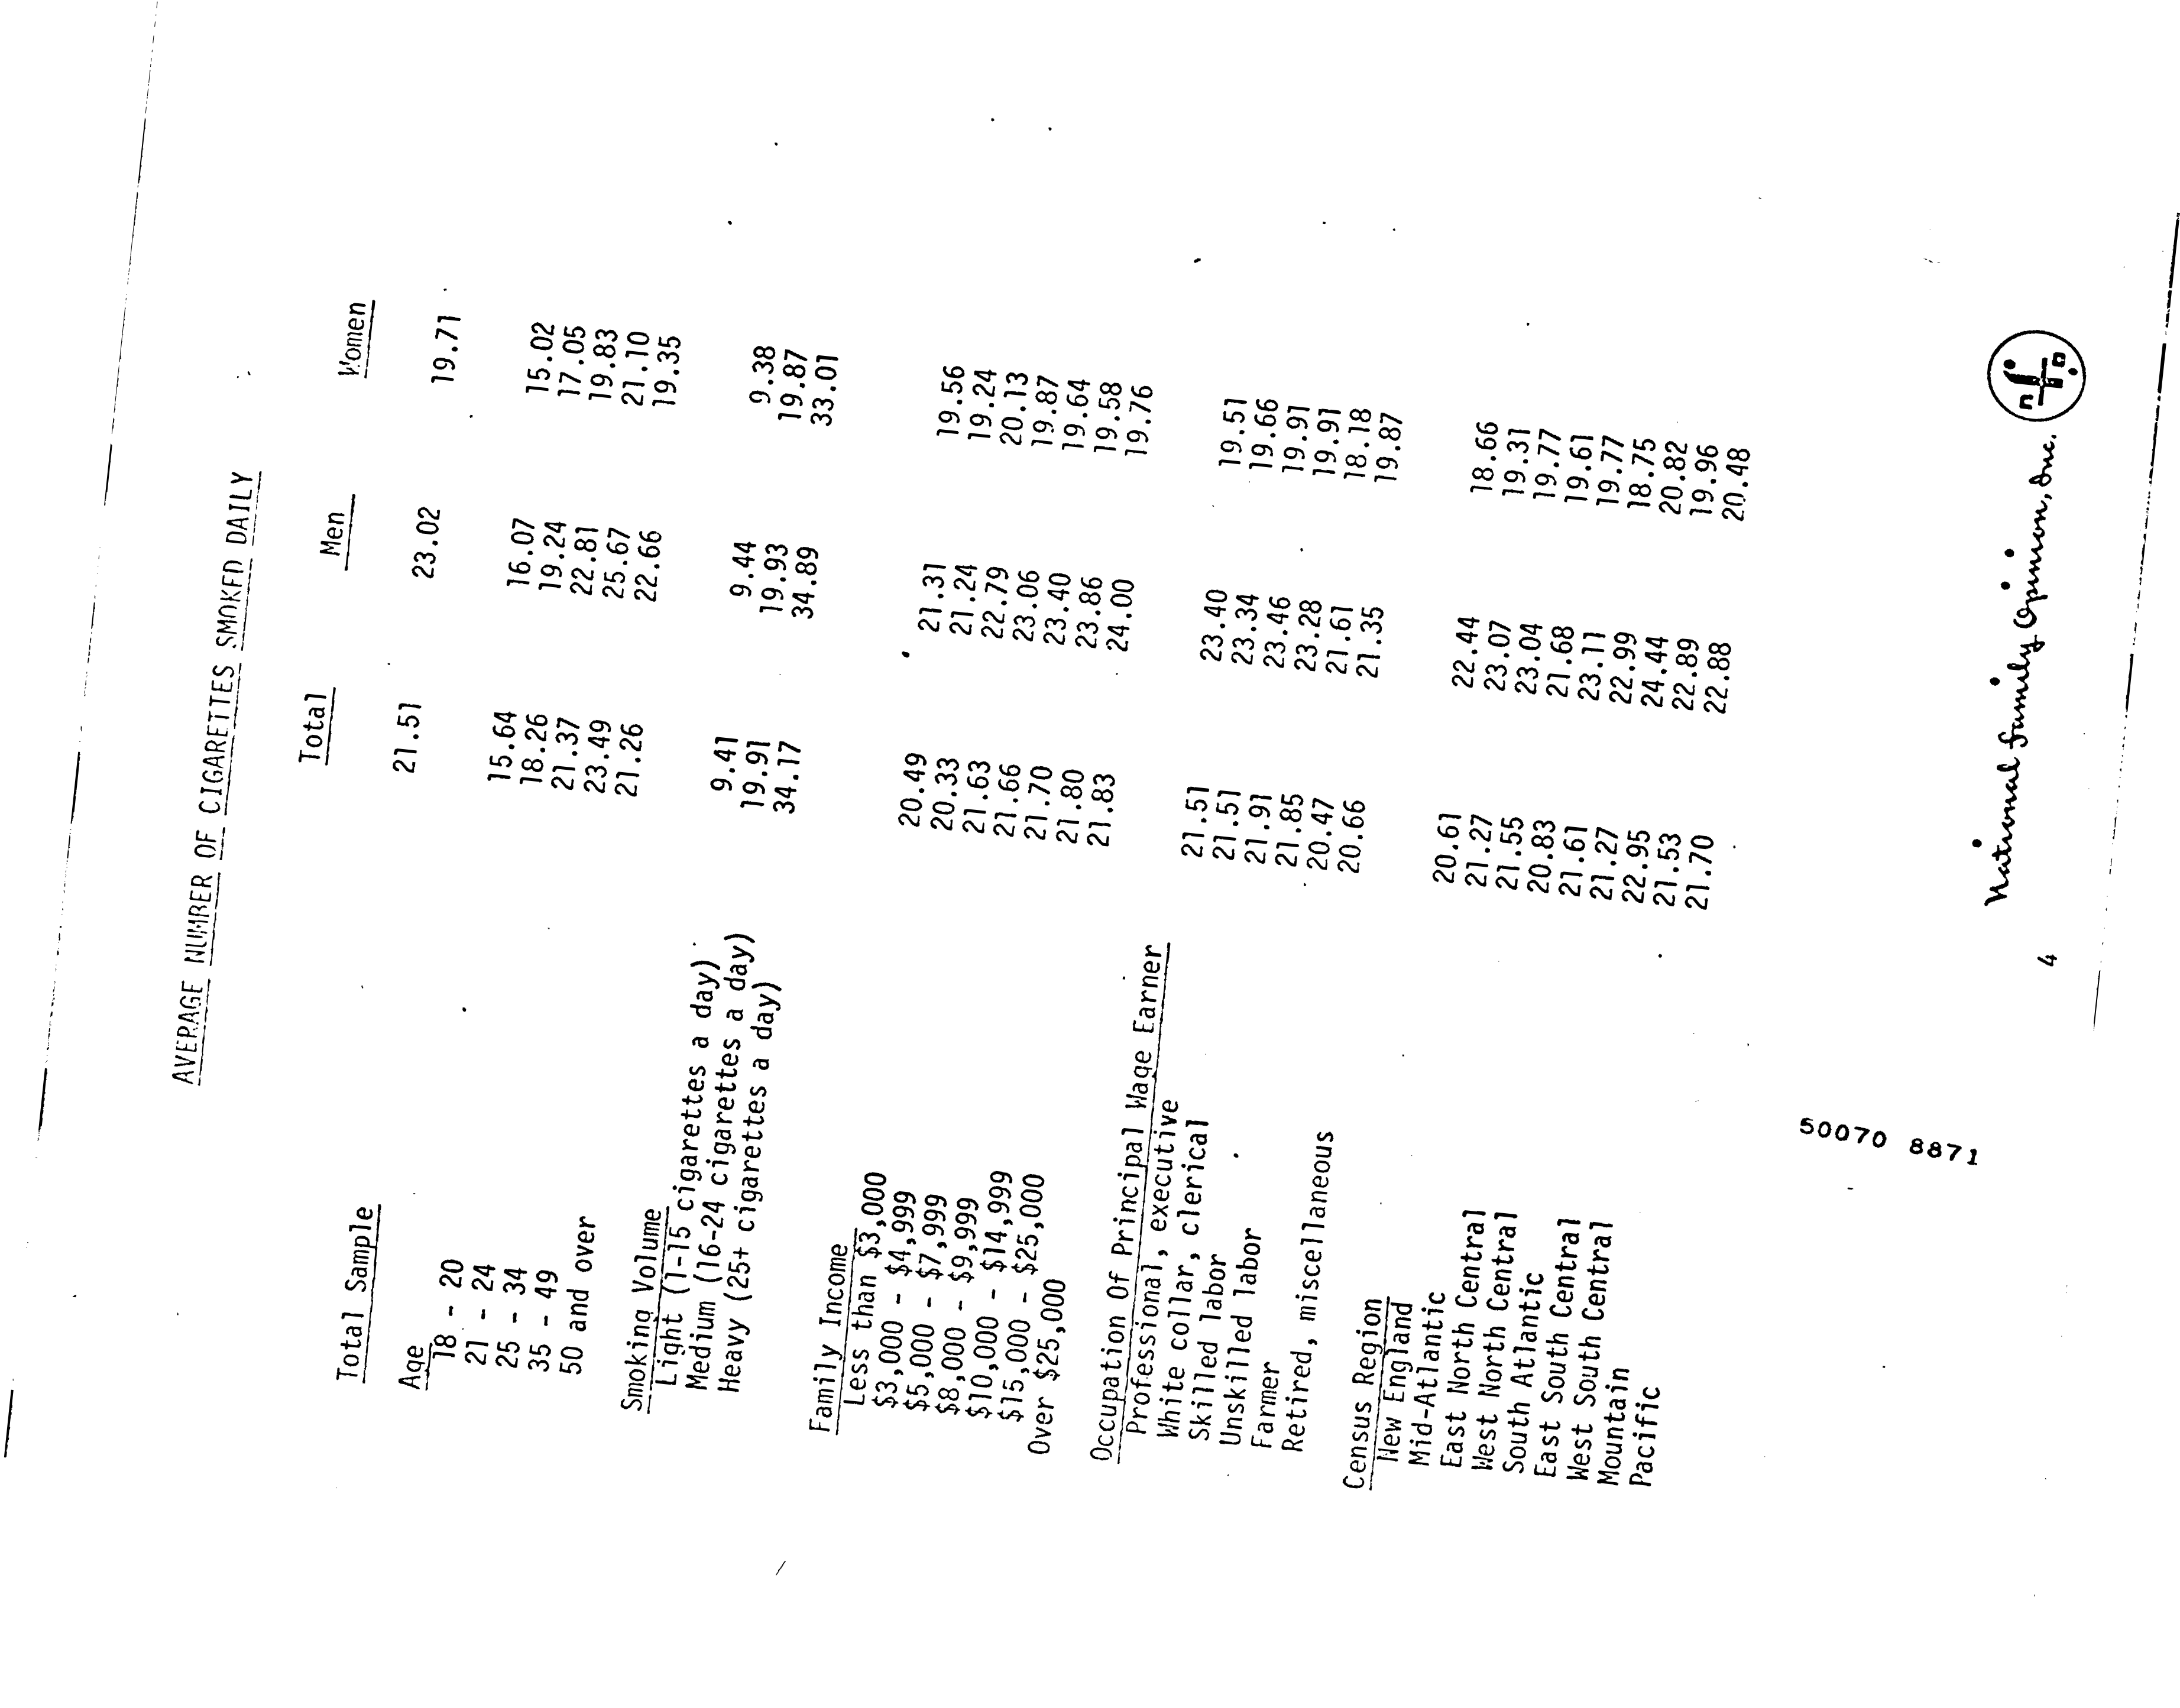 AVERAGE NUMBER OF CIGARETTES SMOKED DAILY
Total Men Women
Total Sample 21.51 23.02 19.71
Age
18 - 20 15.64 16.07 15.02
21 - 24 18.26 19.24 17.05
25 - 34 21.37 22.81 19.83
35 - 49 23.49 25.67 21.10
50 and over 21.26 22.66 19.35
Smoking Volume
Light (1-15 cigarettes a day) 9.41 9.44 9.38
Medium (16-24 cigarettes a day) 19.91 19.93 19.87
Heavy (25+ cigarettes a day) 34.17 34.89 33.01
Family Income
Less than $3,000 20.49 21.31 19.56
$3,000 - $4,999 20.33 21.24 19.24
$5,000 - $7,999 21.63 22.79 20.13
$8,000 - $9,999 21.66 23.06 19.87
$10,000 - $14,999 21.70 23.40 19.64
$15,000 - $25,000 21.80 23.86 19.58
Over $25,000 21.83 24.00 19.76
Occupation Of Principal Wage Earner
Professional, executive 21.51 23.40 19.51
White collar, clerical 21.51 23.34 19.66
Skilled labor 21.91 23.46 19.91
Unskilled labor 21.85 23.28 19.91
Farmer 20.47 21.61 18.18
Retired, miscellaneous 20.66 21.35 19.87
Census Region
New England 20.61 22.44 18.66
Mid-Atlantic 21.27 23.07 19.31
East North Central 21.55 23.04 19.77
West North Central 20.83 21.68 19.61
South Atlantic 21.61 23.11 19.77
East South Central 21.27 22.99 18.75
West South Central 22.95 24.44 20.82
Mountain 21.53 22.89 19.96
Pacific 21.70 22.88 20.48
4
National Family Opinion, Inc.
nfo
50070 8871